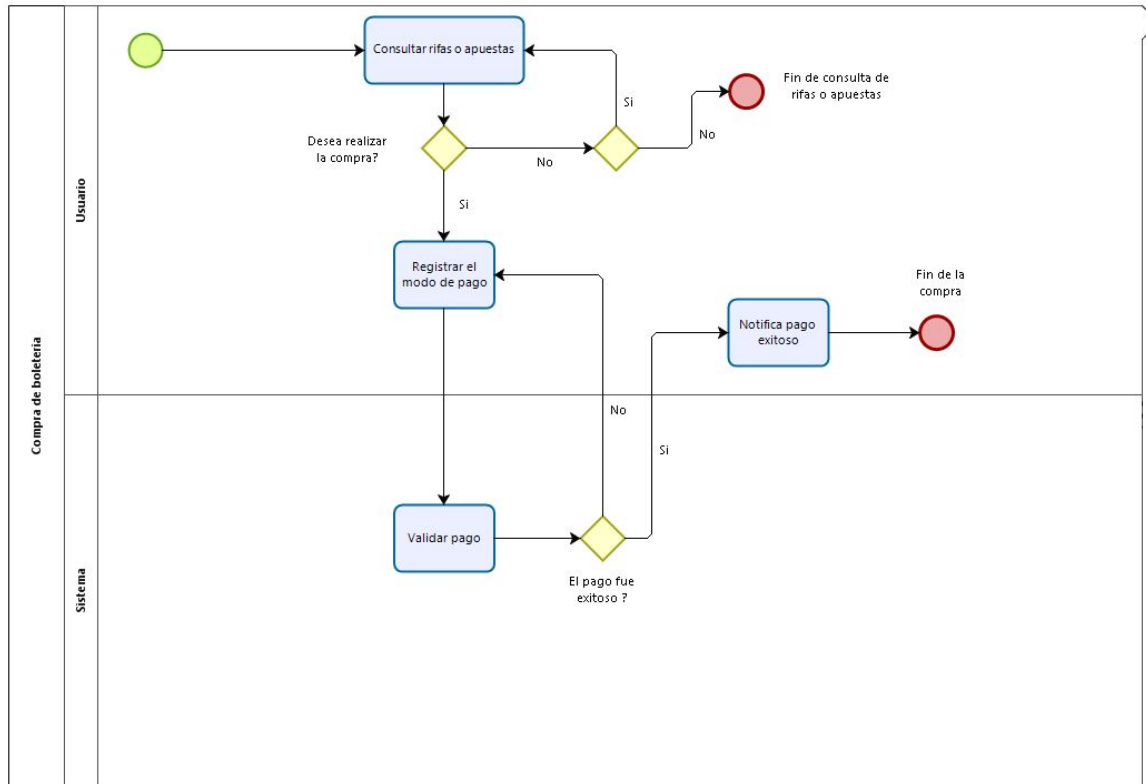 Compra de boleteria
Usuario
Sistema
Consultar rifas o apuestas
Fin de consulta de
rifas o apuestas
Si
No
Desea realizar
la compra?
No
Si
Registrar el
modo de pago
Fin de la
compra
Notifica pago
exitoso
No
Si
Validar pago
El pago fue
exitoso ?